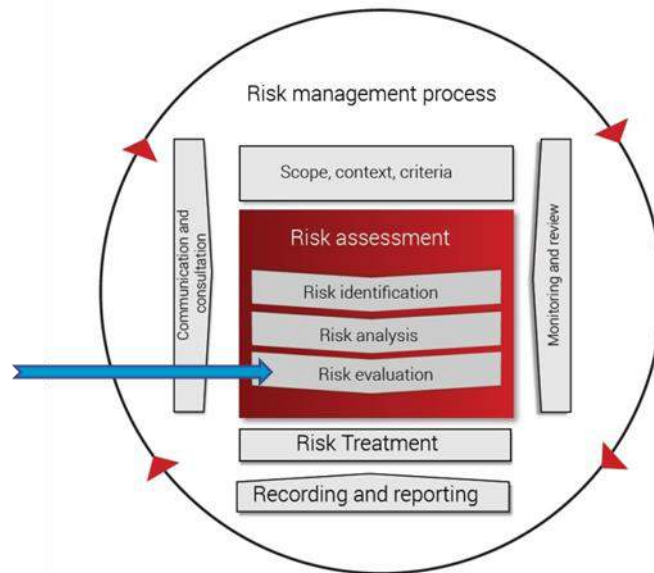 Risk management process
Scope, context, criteria
Communication and
consultation
Risk assessment
Risk identification
Risk analysis
Risk evaluation
Monitoring and review
Risk Treatment
Recording and reporting